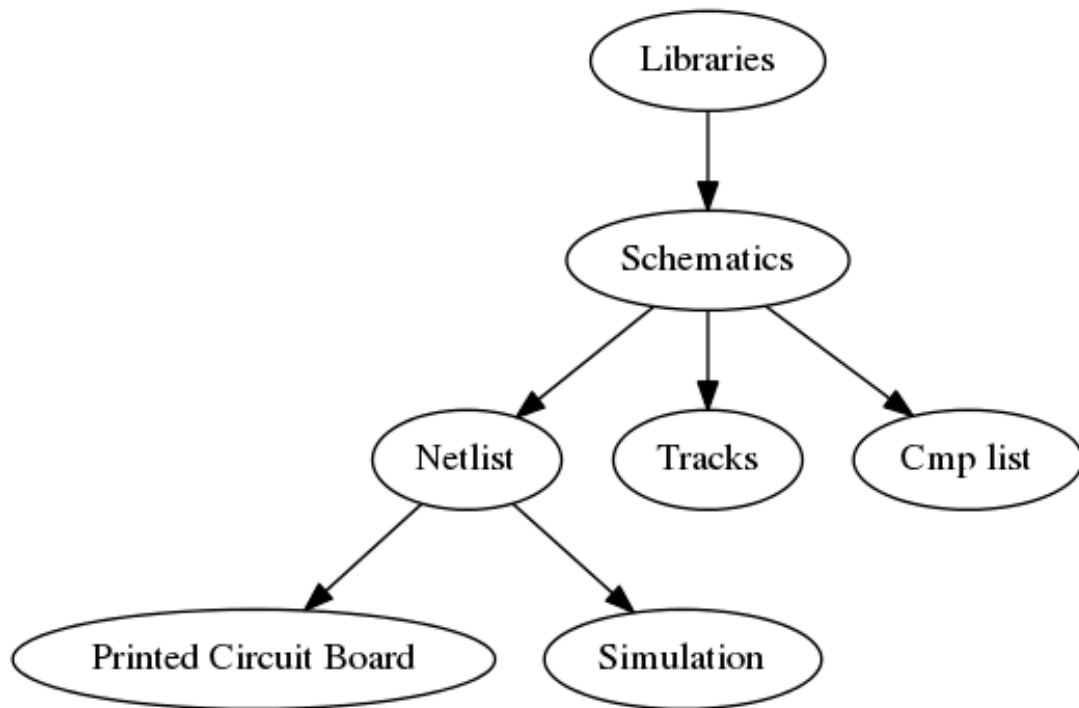 Libraries
Schematics
Netlist
Tracks
Cmp list
Printed Circuit Board
Simulation